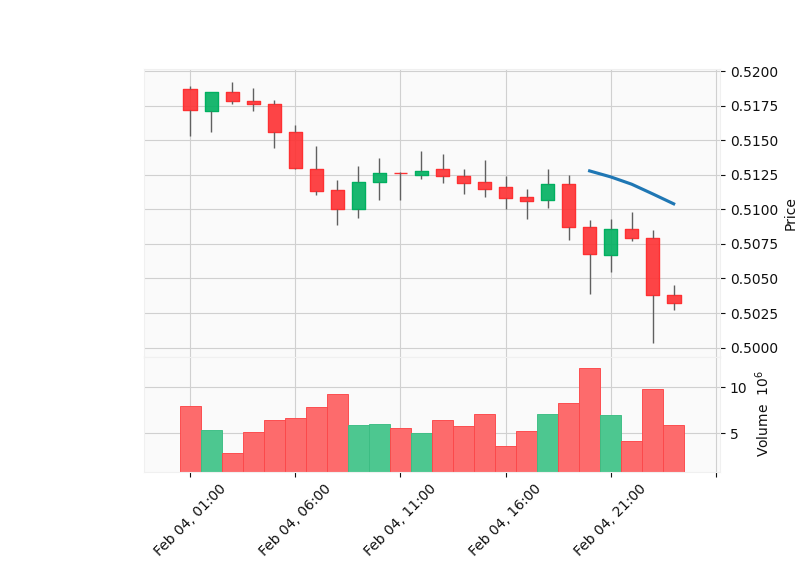 0.5200
0.5175
0.5150
0.5125
0.5100
0.5075
0.5050
0.5025
0.5000
Price
10
5
Volume 10^6
Feb 04, 01:00
Feb 04, 06:00
Feb 04, 11:00
Feb 04, 16:00
Feb 04, 21:00